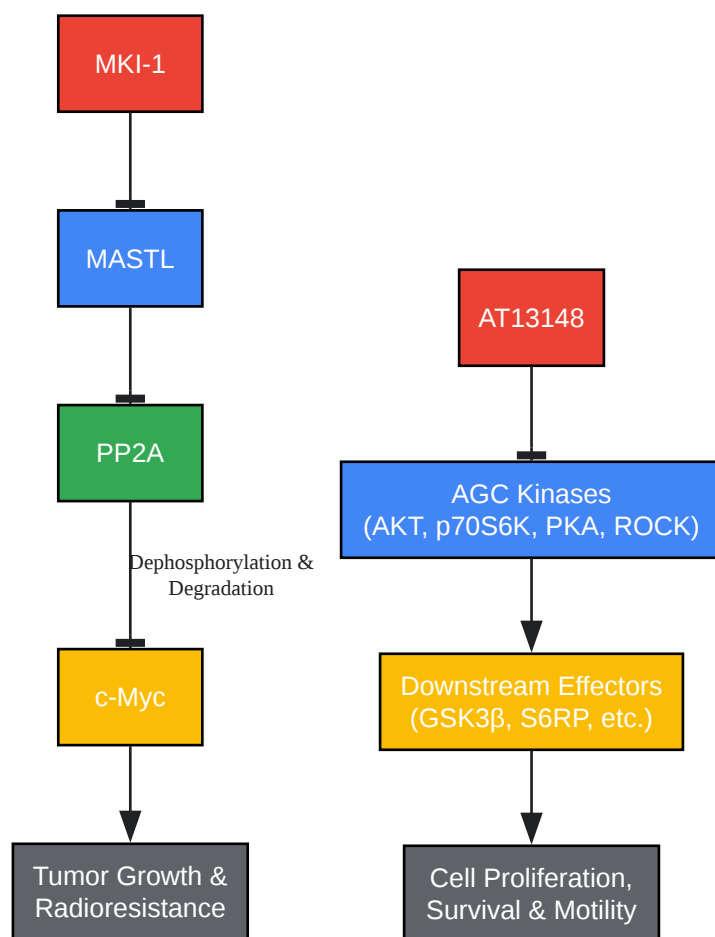 MKI-1
MASTL
PP2A
Dephosphorylation &
Degradation
c-Myc
Tumor Growth &
Radioresistance
AT13148
AGC Kinases
(AKT, p70S6K, PKA, ROCK)
Downstream Effectors
(GSK3β, S6RP, etc.)
Cell Proliferation,
Survival & Motility